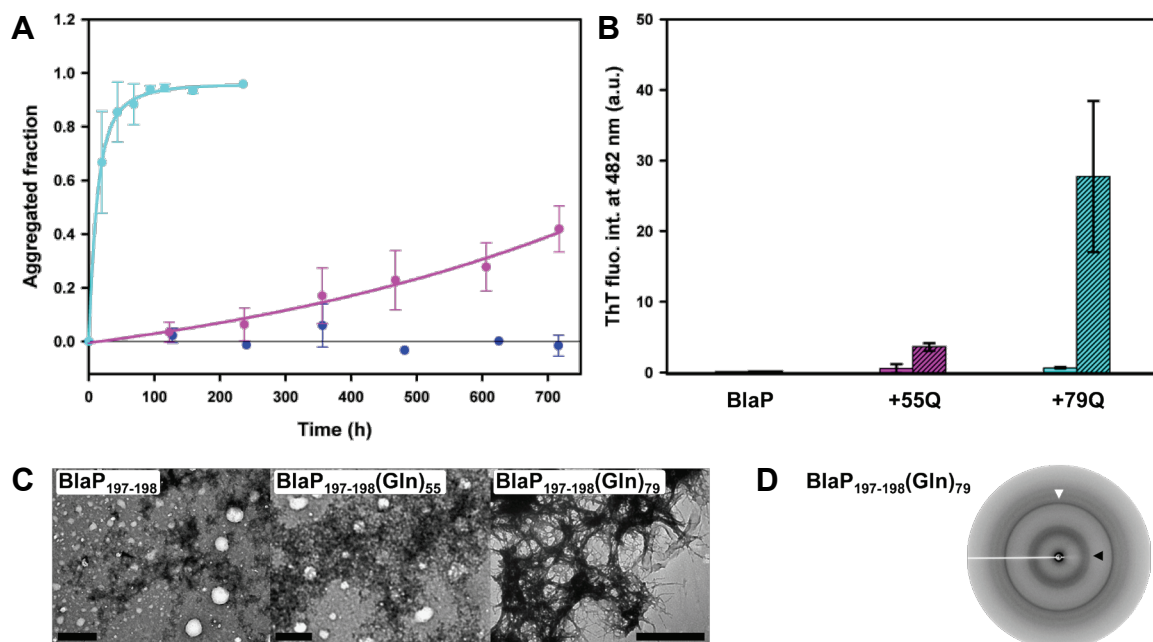 A
1.2
1.0
0.8
0.6
0.4
0.2
0.0
Aggregated fraction
0 100 200 300 400 500 600 700
Time (h)
B
50
40
30
20
10
0
ThT fluo. int. at 482 nm (a.u.)
BlaP +55Q +79Q
C
BlaP197-198
BlaP197-198(Gln)55
BlaP197-198(Gln)79
D
BlaP197-198(Gln)79